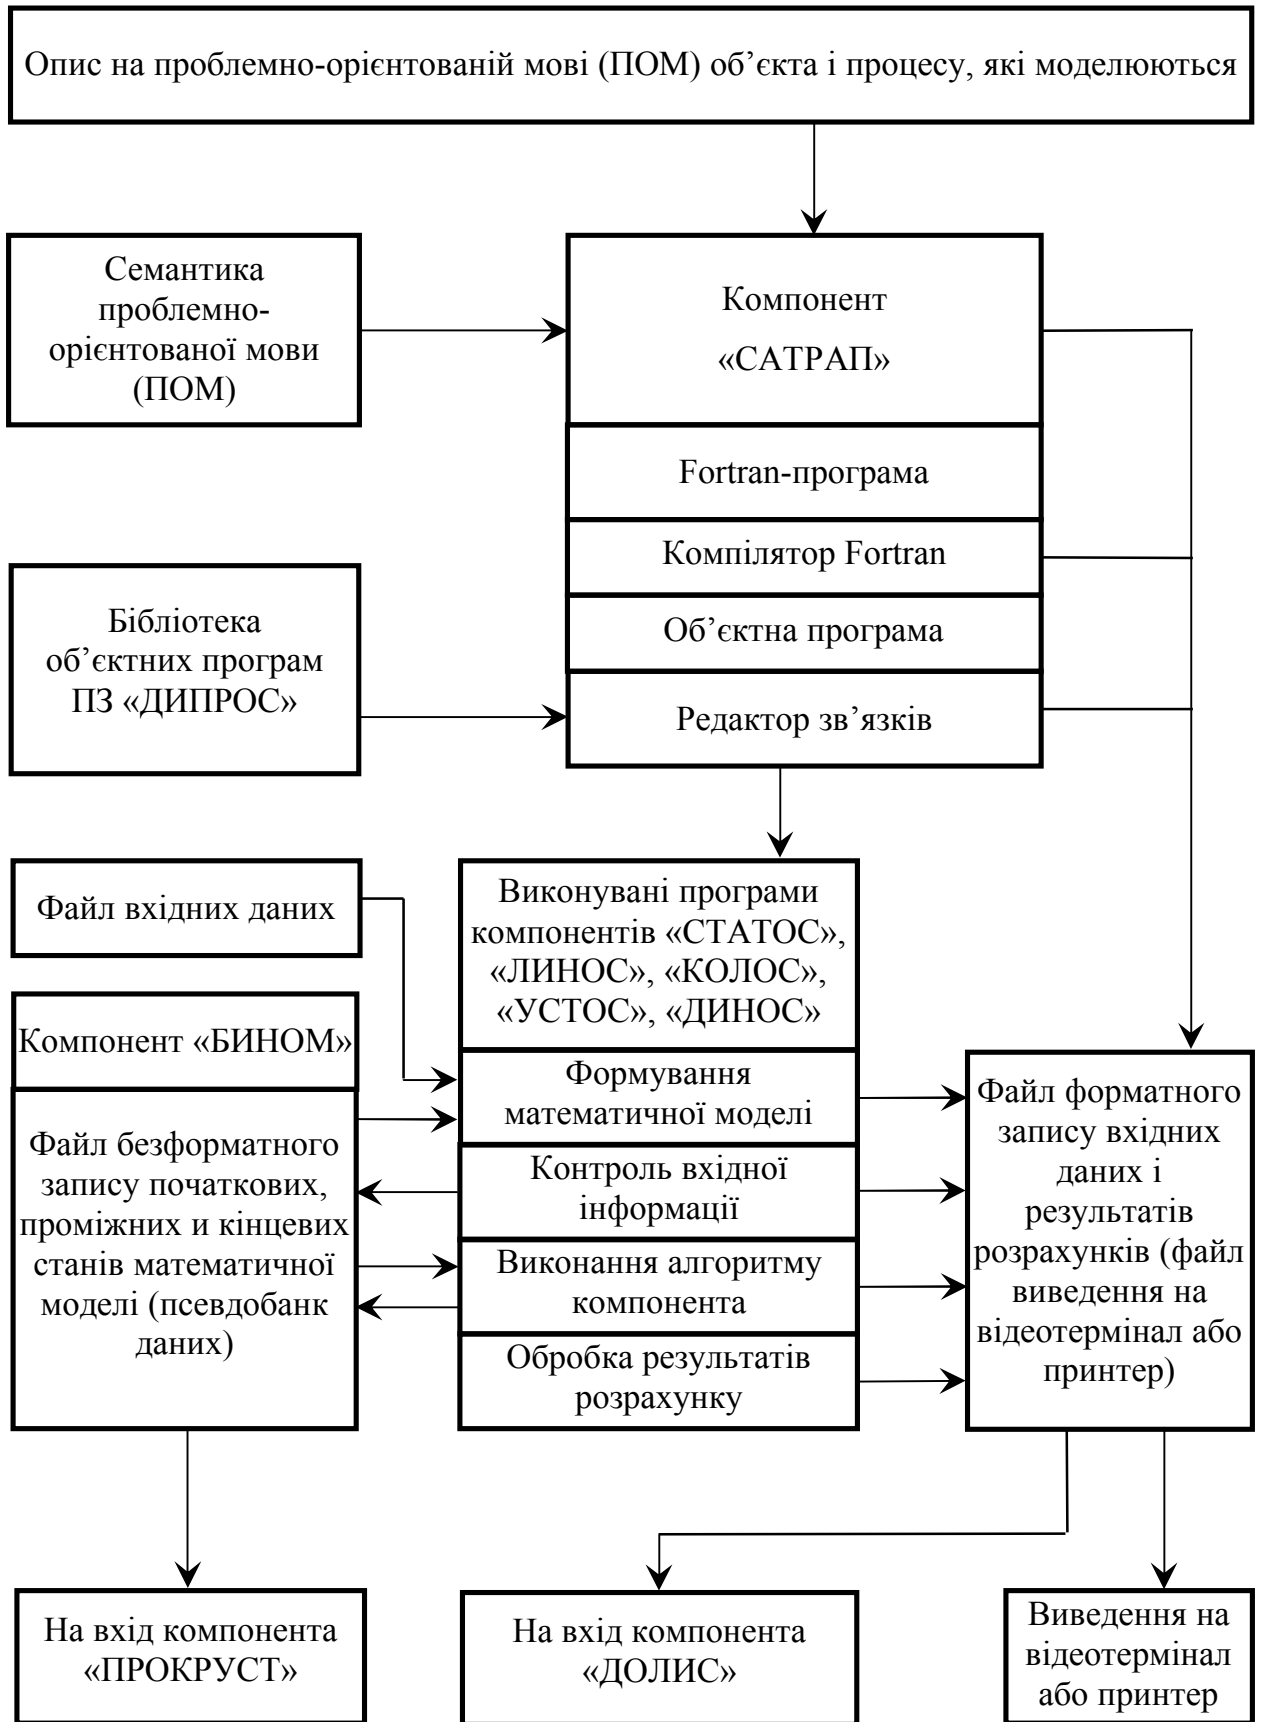 Опис на проблемно-орієнтованій мові (ПОМ) об’єкта і процесу, які моделюються
Семантика
проблемно-
орієнтованої мови
(ПОМ)
Компонент
«САТРАП»
Fortran-програма
Компілятор Fortran
Об’єктна програма
Редактор зв’язків
Бібліотека
об’єктних програм
ПЗ «ДИПРОС»
Файл вхідних даних
Компонент «БИНОМ»
Файл безформатного
запису початкових,
проміжних и кінцевих
станів математичної
моделі (псевдобанк
даних)
Виконувані програми
компонентів «СТАТОС»,
«ЛИНОС», «КОЛОС»,
«УСТОС», «ДИНОС»
Формування
математичної моделі
Контроль вхідної
інформації
Виконання алгоритму
компонента
Обробка результатів
розрахунку
Файл форматного
запису вхідних
даних і
результатів
розрахунків (файл
виведення на
відеотермінал або
принтер)
На вхід компонента
«ПРОКРУСТ»
На вхід компонента
«ДОЛИС»
Виведення на
відеотермінал
або принтер